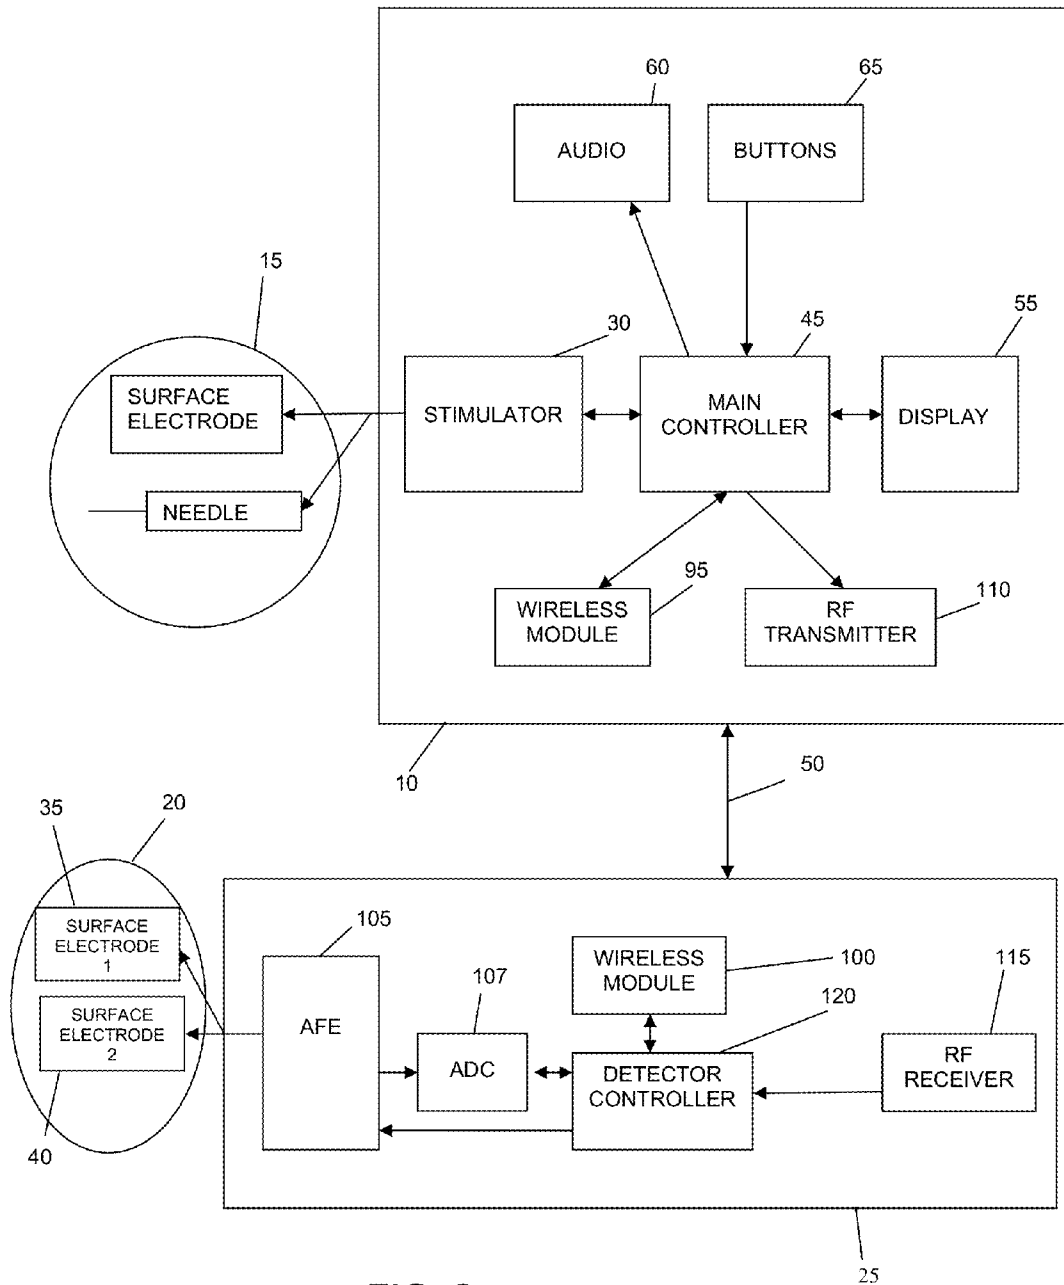 60
65
AUDIO
BUTTONS
15
30
45
55
SURFACE
ELECTRODE
STIMULATOR
MAIN
CONTROLLER
DISPLAY
NEEDLE
95
110
WIRELESS
MODULE
RF
TRANSMITTER
10
50
35
20
105
107
100
115
120
SURFACE
ELECTRODE
1
SURFACE
ELECTRODE
2
AFE
ADC
WIRELESS
MODULE
DETECTOR
CONTROLLER
RF
RECEIVER
40
25